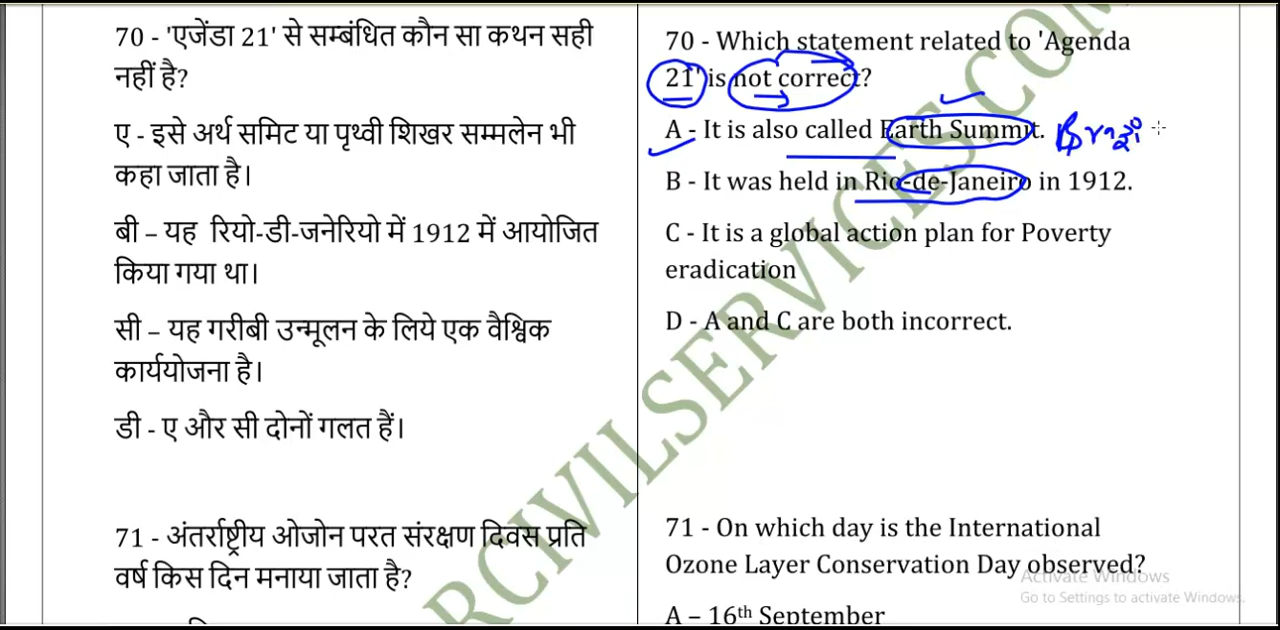 70 - 'एजेंडा 21' से सम्बंधित कौन सा कथन सही
नहीं है?
ए - इसे अर्थ समिट या पृथ्वी शिखर सम्मलेन भी
कहा जाता है।
बी – यह रियो-डी-जनेरियो में 1912 में आयोजित
किया गया था।
सी – यह गरीबी उन्मूलन के लिये एक वैश्विक
कार्ययोजना है।
डी - ए और सी दोनों गलत हैं।
71 - अंतर्राष्ट्रीय ओजोन परत संरक्षण दिवस प्रति
वर्ष किस दिन मनाया जाता है?
70 - Which statement related to 'Agenda
21' is not correct?
A - It is also called Earth Summit.
B - It was held in Rio-de-Janeiro in 1912.
C - It is a global action plan for Poverty
eradication
D - A and C are both incorrect.
71 - On which day is the International
Ozone Layer Conservation Day observed?
A – 16th September
RCIVILSERVICES.COM
Activate Windows
Go to Settings to activate Windows.